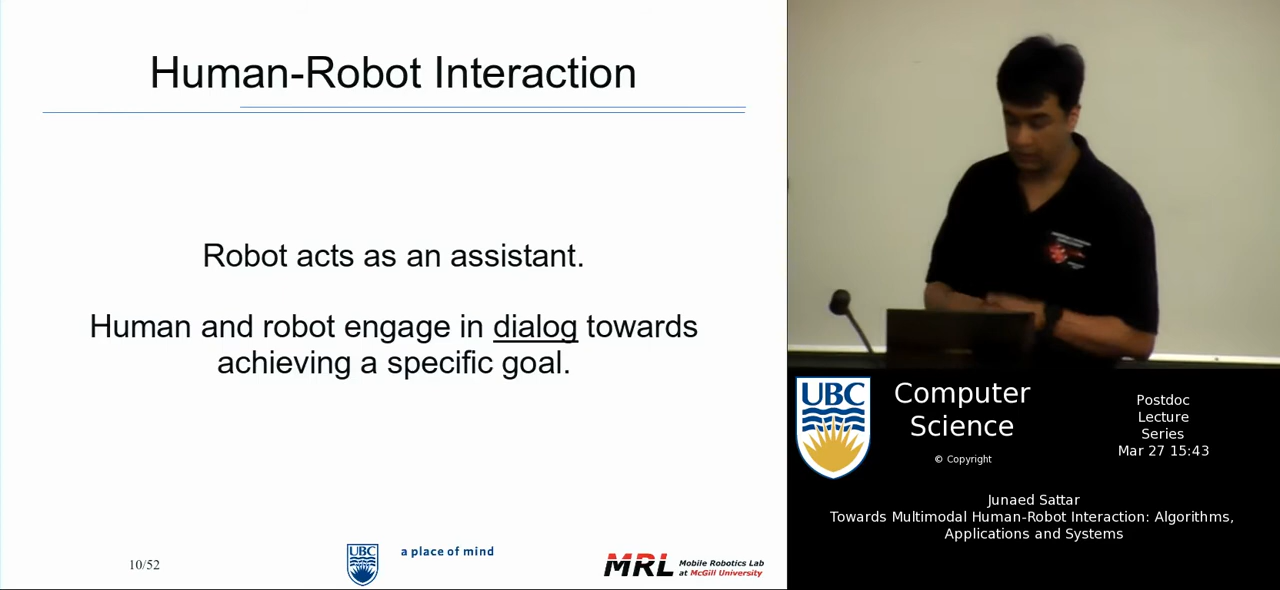 Human-Robot Interaction
Robot acts as an assistant.
Human and robot engage in dialog towards
achieving a specific goal.
10/52
UBC
a place of mind
MRL
Mobile Robotics Lab
at McGill University
UBC
Computer
Science
© Copyright
Postdoc
Lecture
Series
Mar 27 15:43
Junaed Sattar
Towards Multimodal Human-Robot Interaction: Algorithms,
Applications and Systems